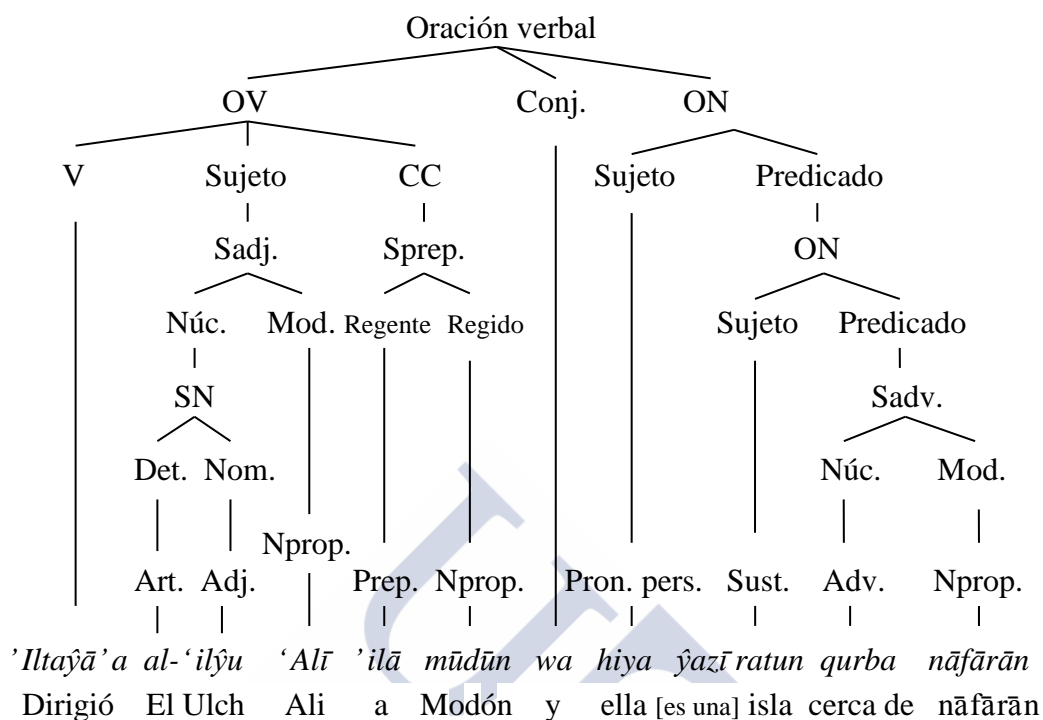 Oración verbal
OV Conj. ON
V Sujeto CC Sujeto Predicado
Sadj. Sprep. ON
Núc. Mod. Regente Regido Sujeto Predicado
SN Sadv.
Det. Nom. Núc. Mod.
Nprop.
Art. Adj. Prep. Nprop. Pron. pers. Sust. Adv. Nprop.
’Iltaŷā’a al-‘ilŷu ‘Alī ’ilā mūdūn wa hiya ŷazīratun qurba nāfārān
Dirigió El Ulch Ali a Modón y ella [es una] isla cerca de nāfārān